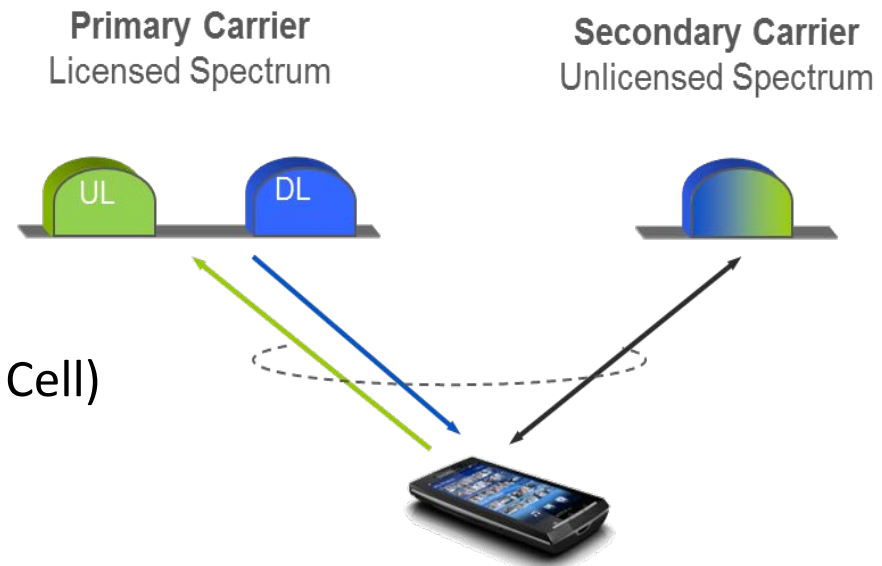 Primary Carrier
Licensed Spectrum
Secondary Carrier
Unlicensed Spectrum
UL
DL
Cell)